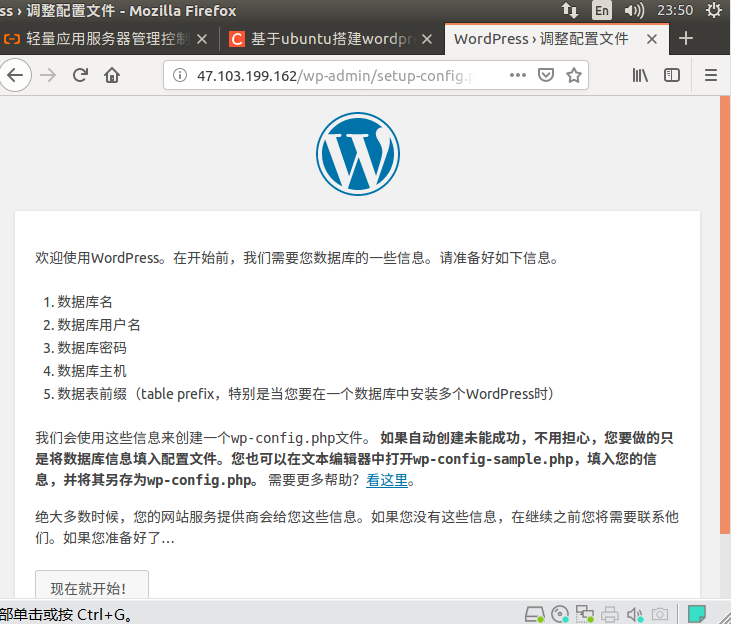 ss › 调整配置文件 - Mozilla Firefox
En
23:50
轻量应用服务器管理控制
C 基于ubuntu搭建wordpr
WordPress › 调整配置文件
47.103.199.162/wp-admin/setup-config.p
W
欢迎使用WordPress。在开始前，我们需要您数据库的一些信息。请准备好如下信息。
1. 数据库名
2. 数据库用户名
3. 数据库密码
4. 数据库主机
5. 数据表前缀（table prefix，特别是当您要在一个数据库中安装多个WordPress时）
我们会使用这些信息来创建一个wp-config.php文件。 如果自动创建未能成功，不用担心，您要做的只
是将数据库信息填入配置文件。您也可以在文本编辑器中打开wp-config-sample.php，填入您的信
息，并将其另存为wp-config.php。 需要更多帮助？看这里。
绝大多数时候，您的网站服务提供商会给您这些信息。如果您没有这些信息，在继续之前您将需要联系他
们。如果您准备好了…
现在就开始！
部单击或按 Ctrl+G。